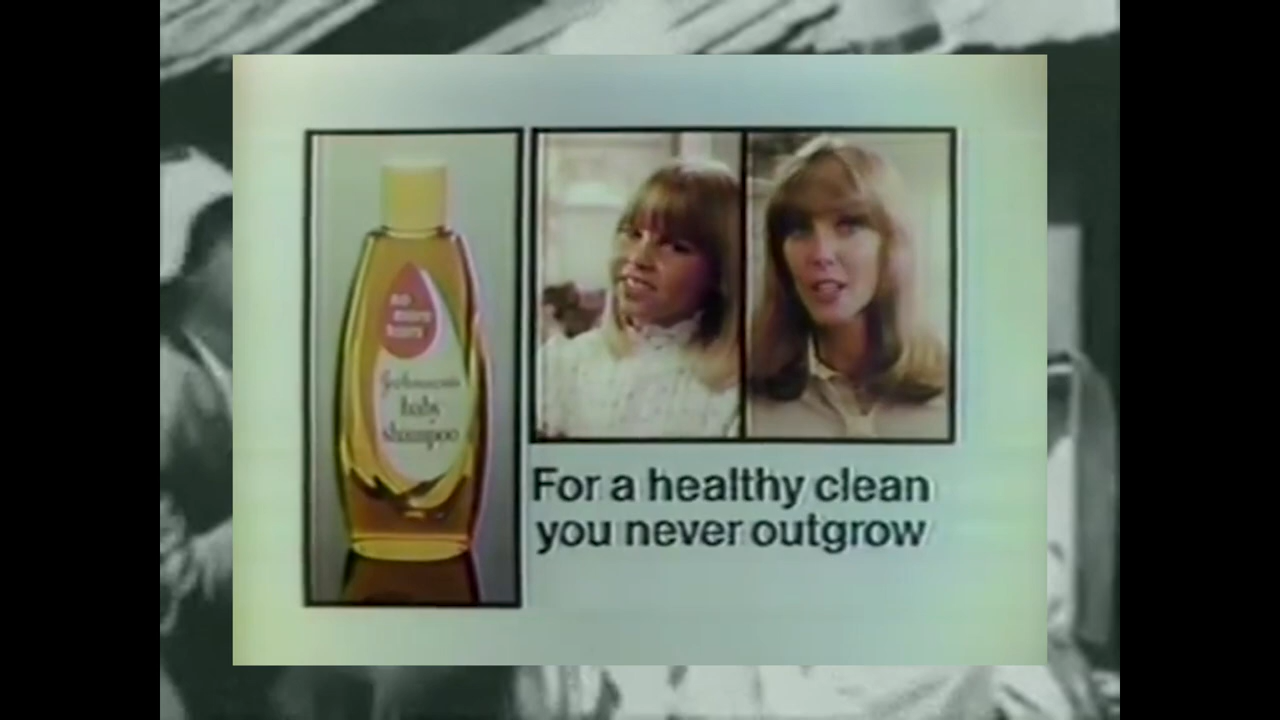 no
more
tears
Johnson's
baby
shampoo
For a healthy clean
you never outgrow